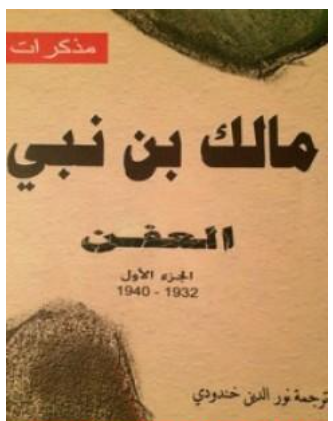 مذكرات
مالك بن نبي
العفن
الجزء الأول
1940 - 1932
ترجمة نور الدين خندودي